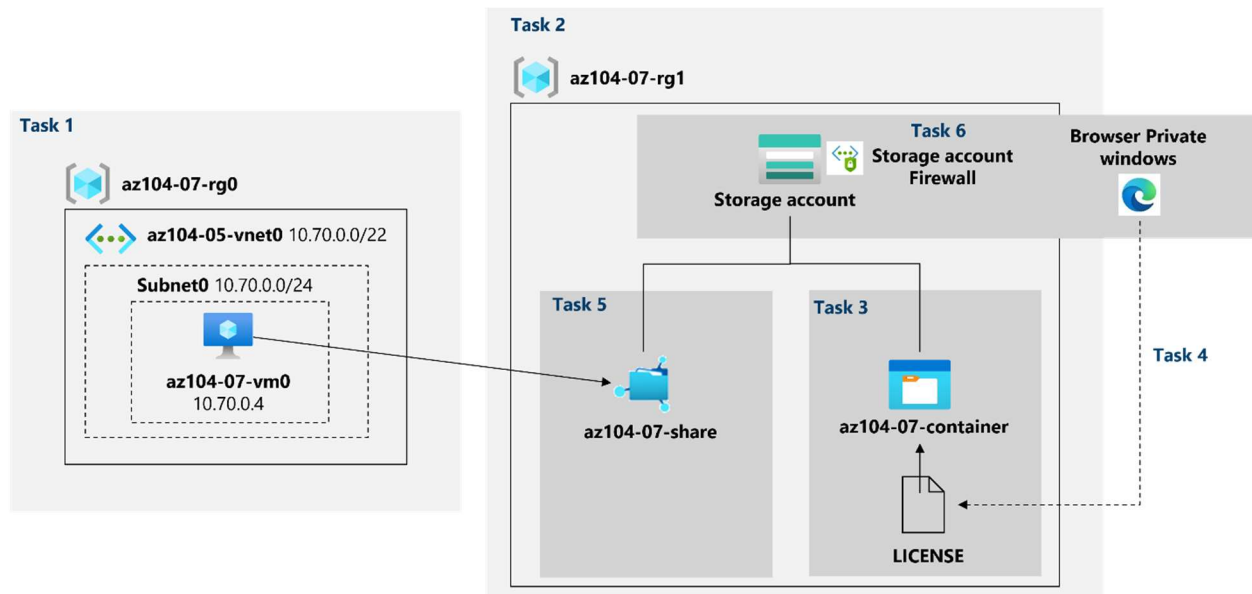 Task 1
az104-07-rg0
az104-05-vnet0 10.70.0.0/22
Subnet0 10.70.0.0/24
az104-07-vm0
10.70.0.4
Task 2
az104-07-rg1
Task 6
Storage account
Firewall
Storage account
Browser Private
windows
Task 5
az104-07-share
Task 3
az104-07-container
LICENSE
Task 4